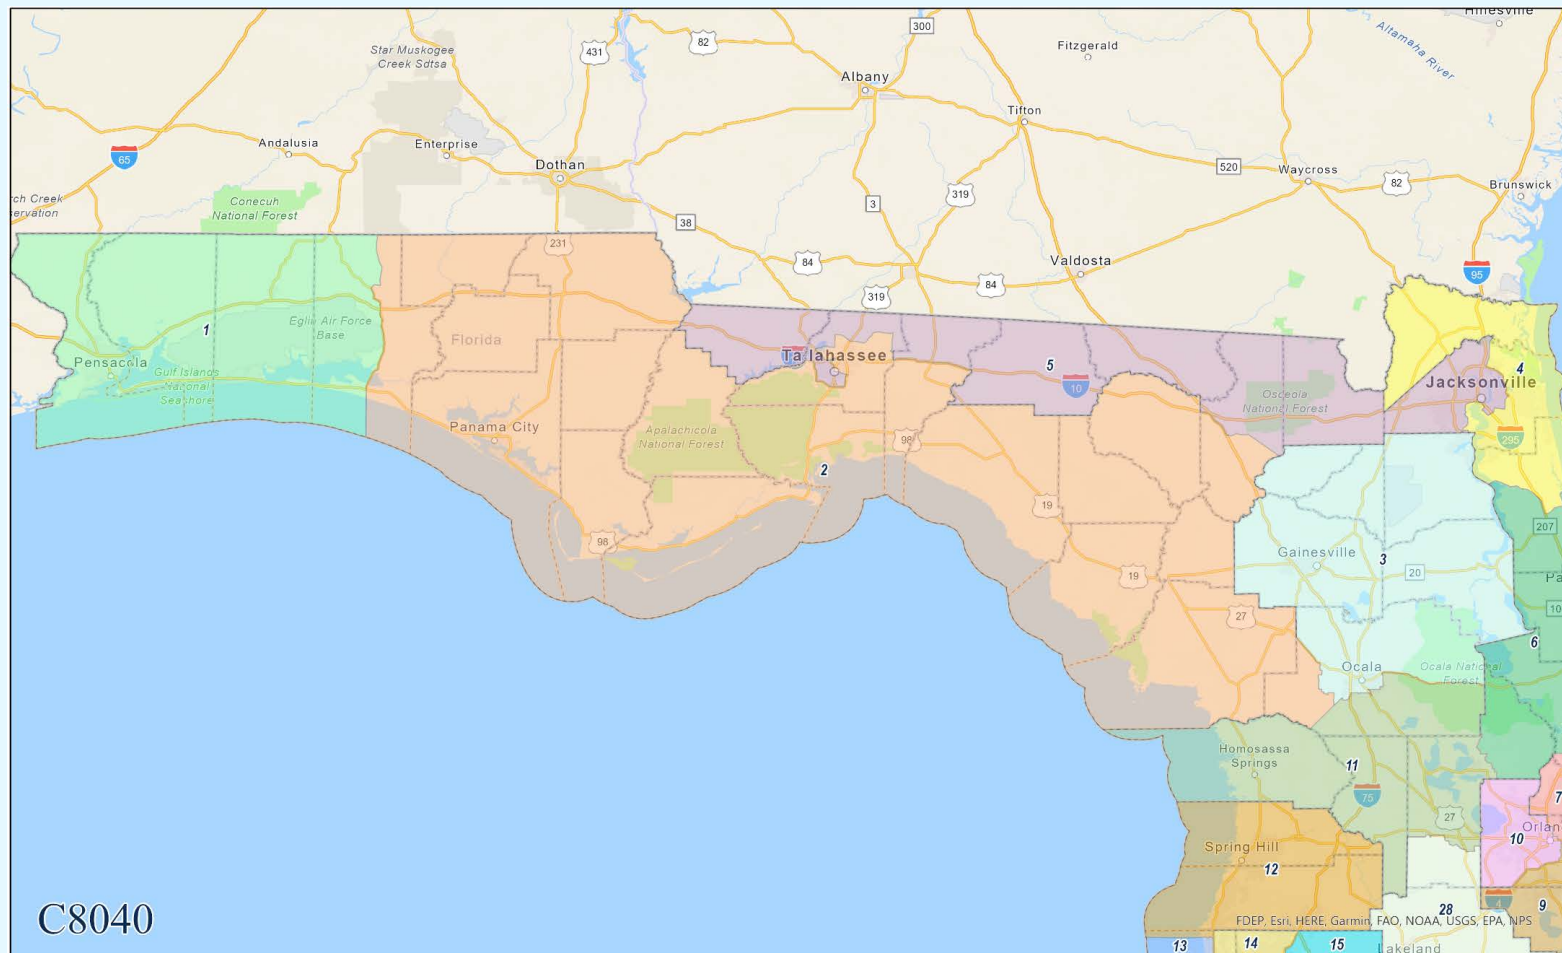 Hinesville
300
Altamaha River
82
431
Star Muskogee
Creek Sdtsa
Fitzgerald
Albany
Tifton
65
Andalusia
Enterprise
Dothan
520
Waycross
82
Brunswick
rch Creek
servation
Conecuh
National Forest
3
319
38
231
84
Valdosta
84
319
95
1
Eglin Air Force
Base
Florida
Pensacola
Gulf Islands
National
Seashore
Tallahassee
5
10
4
Jacksonville
Osceola
National Forest
295
Panama City
Apalachicola
National Forest
98
2
19
207
98
Gainesville
3
20
19
Pa
10
27
6
Ocala
Ocala National
Forest
Homosassa
Springs
11
75
27
7
Orlan
10
Spring Hill
12
4
9
28
C8040
FDEP, Esri, HERE, Garmin, FAO, NOAA, USGS, EPA, NPS
13
14
15
Lakeland